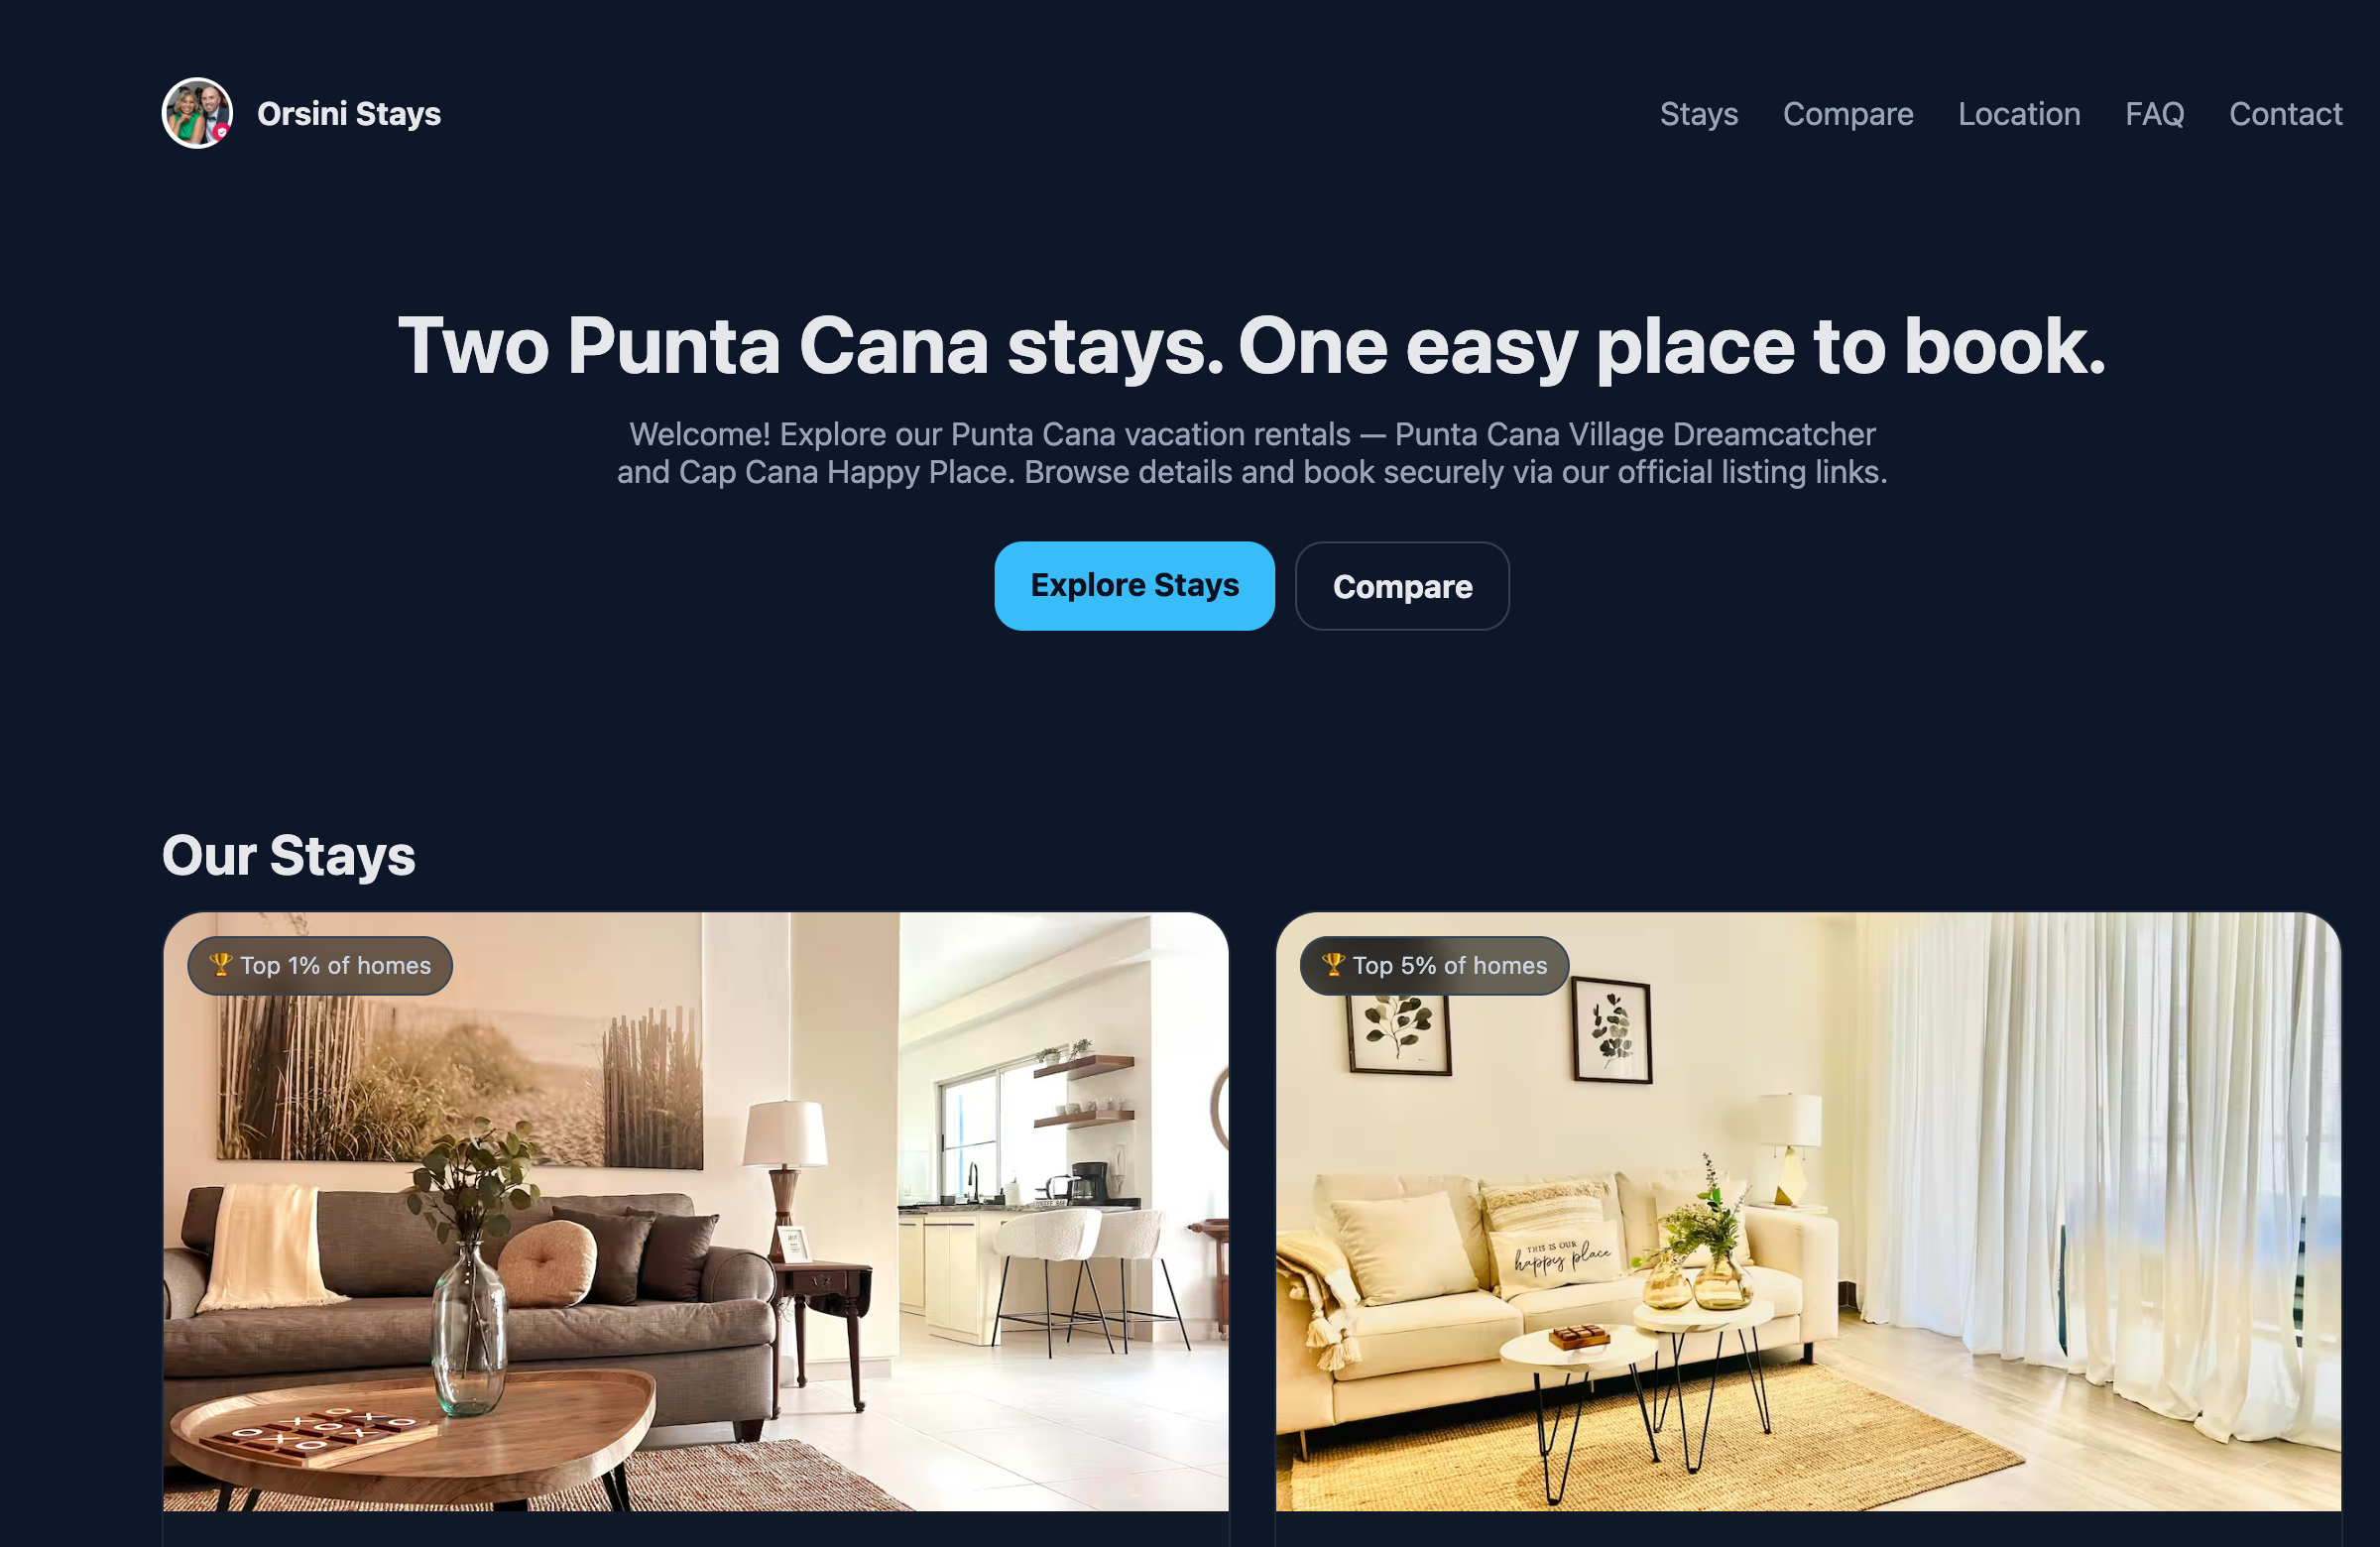 Orsini Stays
Stays
Compare
Location
FAQ
Contact
Two Punta Cana stays. One easy place to book.
Welcome! Explore our Punta Cana vacation rentals — Punta Cana Village Dreamcatcher
and Cap Cana Happy Place. Browse details and book securely via our official listing links.
Explore Stays
Compare
Our Stays
🏆 Top 1% of homes
🏆 Top 5% of homes
THIS IS OUR
happy place